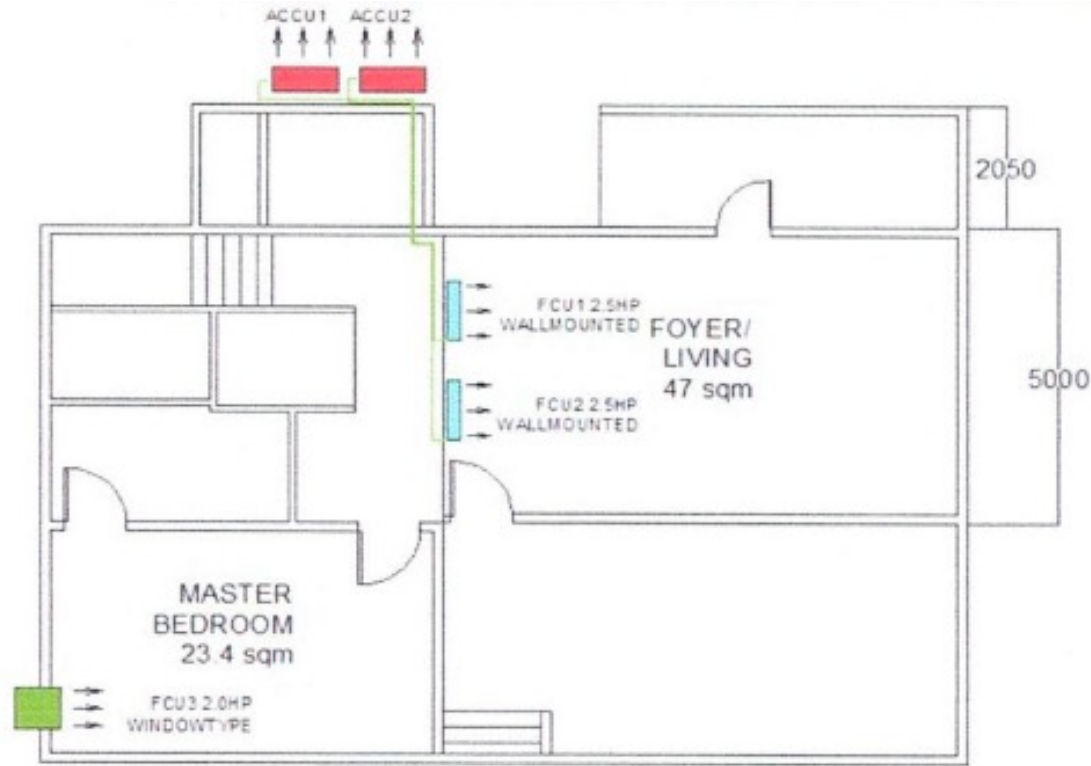 ACCU1 ACCU2
2050
FCU1 2.5HP
WALLMOUNTED
FOYER/
LIVING
47 sqm
5000
FCU2 2.5HP
WALLMOUNTED
MASTER
BEDROOM
23.4 sqm
FCU3 2.0HP
WINDOWTYPE